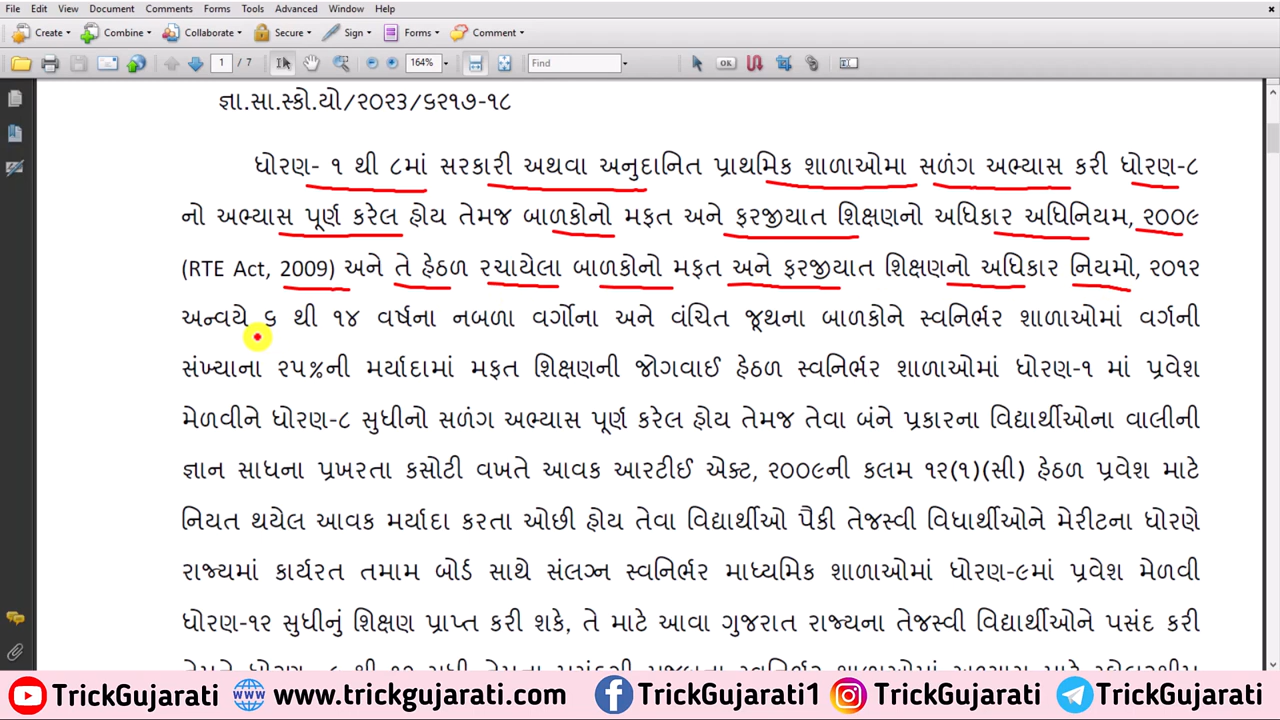 File Edit View Document Comments Forms Tools Advanced Window Help
Create Combine Collaborate Secure Sign Forms Comment
1 / 7 164% Find
જ્ઞા.સા.સ્કો.યો/૨૦૨૩/૬૨૧૭-૧૮
ધોરણ- ૧ થી ૮માં સરકારી અથવા અનુદાનિત પ્રાથમિક શાળાઓમા સળંગ અભ્યાસ કરી ધોરણ-૮
નો અભ્યાસ પૂર્ણ કરેલ હોય તેમજ બાળકોનો મફત અને ફરજીયાત શિક્ષણનો અધિકાર અધિનિયમ, ૨૦૦૯
(RTE Act, 2009) અને તે હેઠળ રચાયેલા બાળકોનો મફત અને ફરજીયાત શિક્ષણનો અધિકાર નિયમો, ૨૦૧૨
અન્વયે ૬ થી ૧૪ વર્ષના નબળા વર્ગોના અને વંચિત જૂથના બાળકોને સ્વનિર્ભર શાળાઓમાં વર્ગની
સંખ્યાના ૨૫%ની મર્યાદામાં મફત શિક્ષણની જોગવાઈ હેઠળ સ્વનિર્ભર શાળાઓમાં ધોરણ-૧ માં પ્રવેશ
મેળવીને ધોરણ-૮ સુધીનો સળંગ અભ્યાસ પૂર્ણ કરેલ હોય તેમજ તેવા બંને પ્રકારના વિદ્યાર્થીઓના વાલીની
જ્ઞાન સાધના પ્રખરતા કસોટી વખતે આવક આરટીઈ એક્ટ, ૨૦૦૯ની કલમ ૧૨(૧)(સી) હેઠળ પ્રવેશ માટે
નિયત થયેલ આવક મર્યાદા કરતા ઓછી હોય તેવા વિદ્યાર્થીઓ પૈકી તેજસ્વી વિધાર્થીઓને મેરીટના ધોરણે
રાજ્યમાં કાર્યરત તમામ બોર્ડ સાથે સંલગ્ન સ્વનિર્ભર માધ્યમિક શાળાઓમાં ધોરણ-૯માં પ્રવેશ મેળવી
ધોરણ-૧૨ સુધીનું શિક્ષણ પ્રાપ્ત કરી શકે, તે માટે આવા ગુજરાત રાજ્યના તેજસ્વી વિદ્યાર્થીઓને પસંદ કરી
TrickGujarati www.trickgujarati.com TrickGujarati1 TrickGujarati TrickGujarati